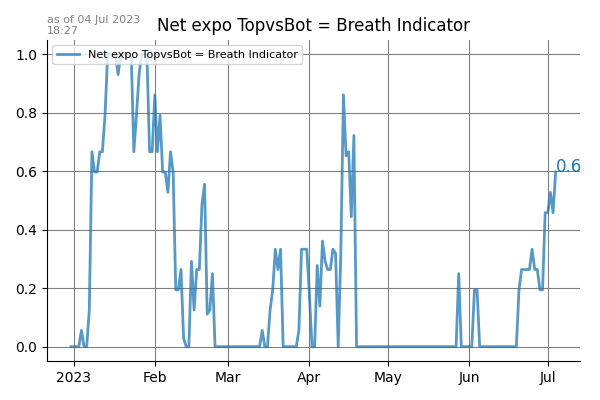 as of 04 Jul 2023
18:27
Net expo TopvsBot = Breath Indicator
Net expo TopvsBot = Breath Indicator
1.0
0.8
0.6
0.4
0.2
0.0
0.6
2023 Feb Mar Apr May Jun Jul